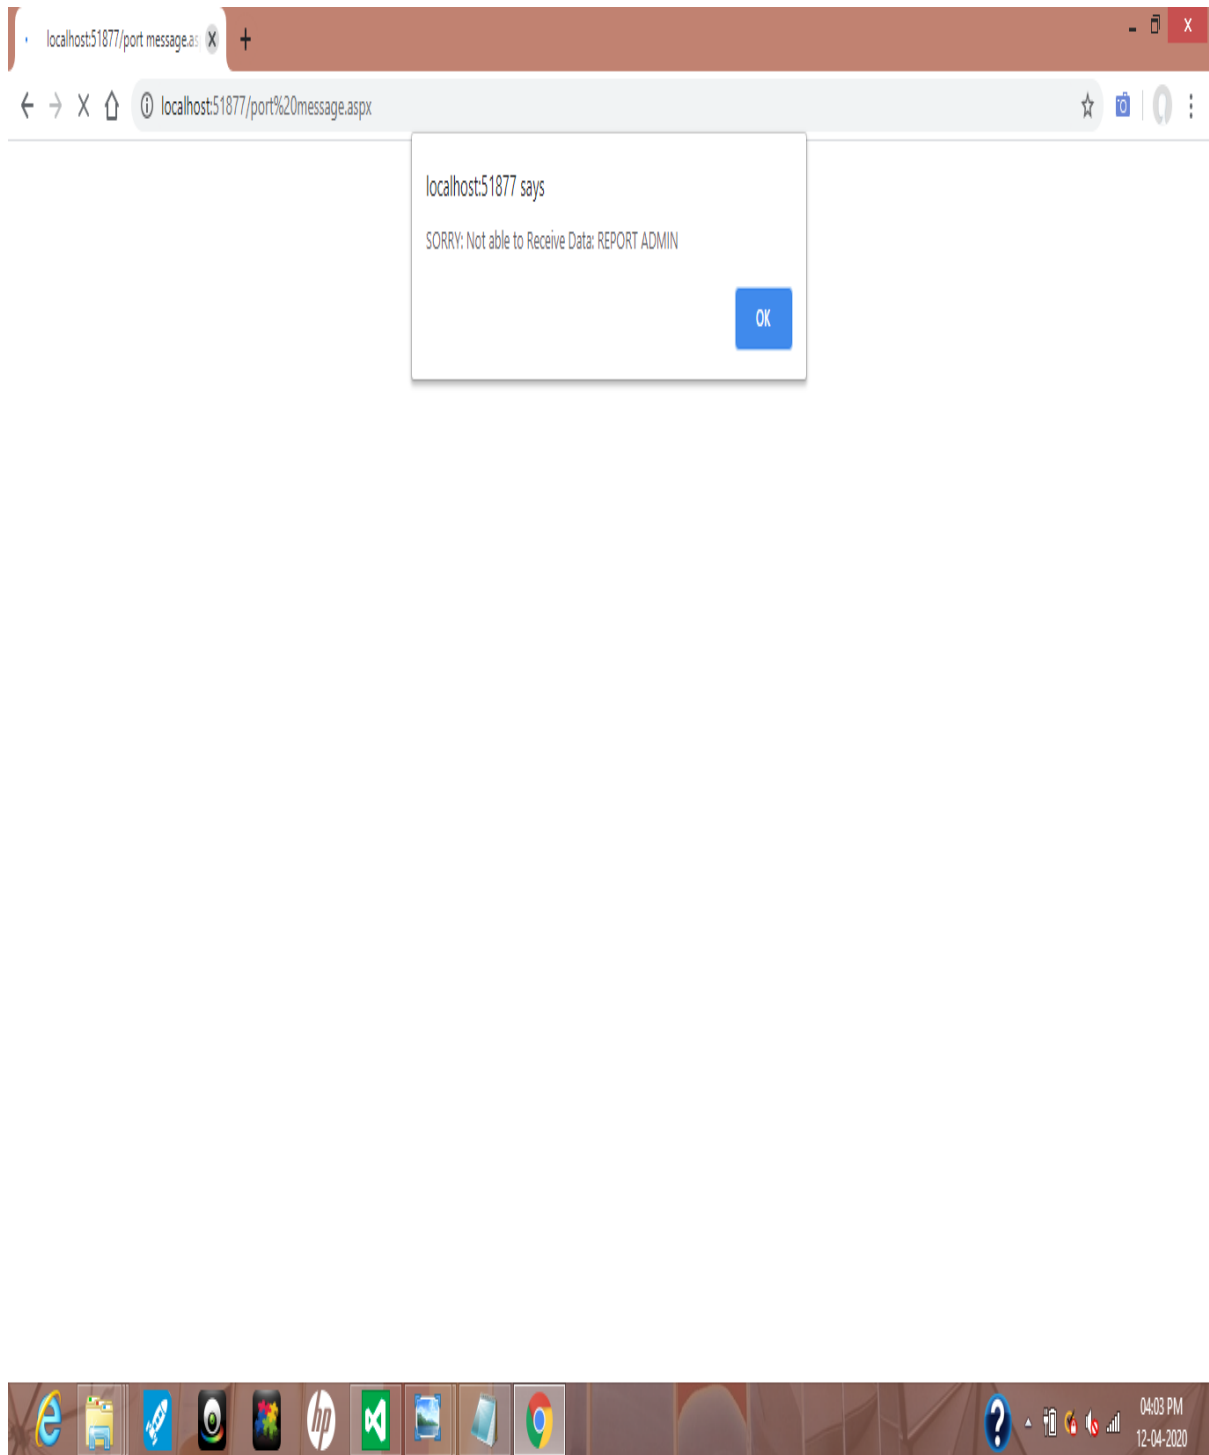 localhost:51877/port message.as
localhost:51877/port%20message.aspx
localhost:51877 says
SORRY: Not able to Receive Data: REPORT ADMIN
OK
hp
04:03 PM
12-04-2020